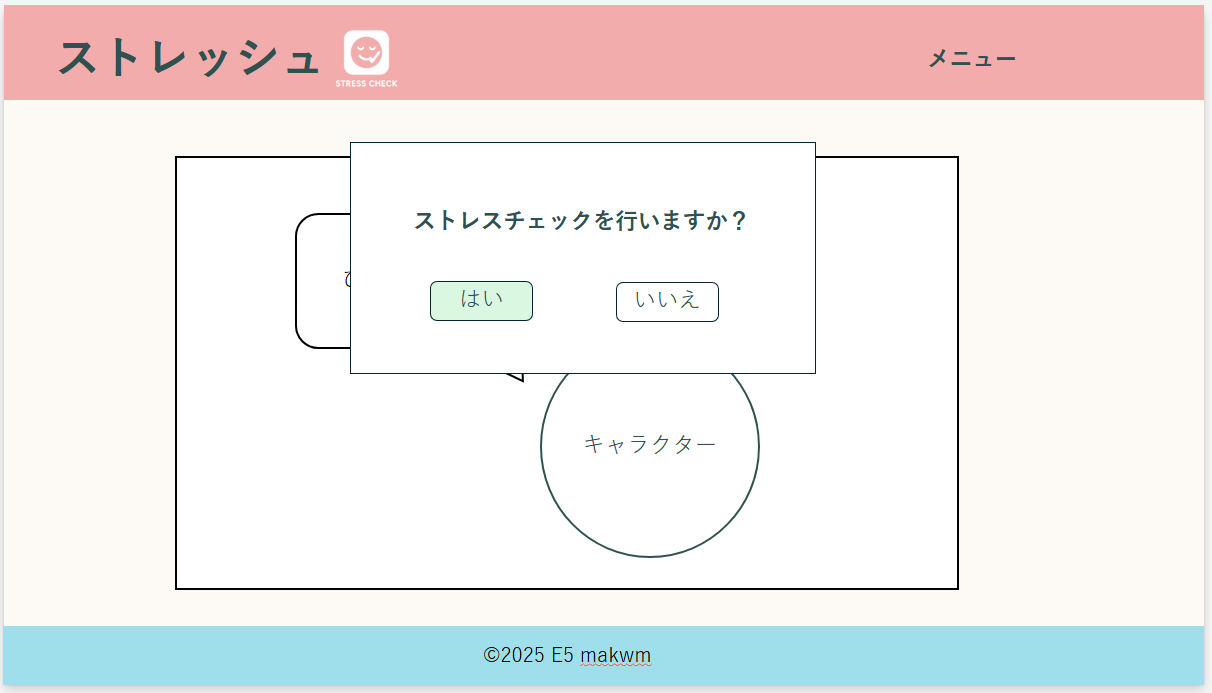 ストレッシュ
STRESS CHECK
メニュー
ストレスチェックを行いますか？
はい
いいえ
キャラクター
©2025 E5 makwm